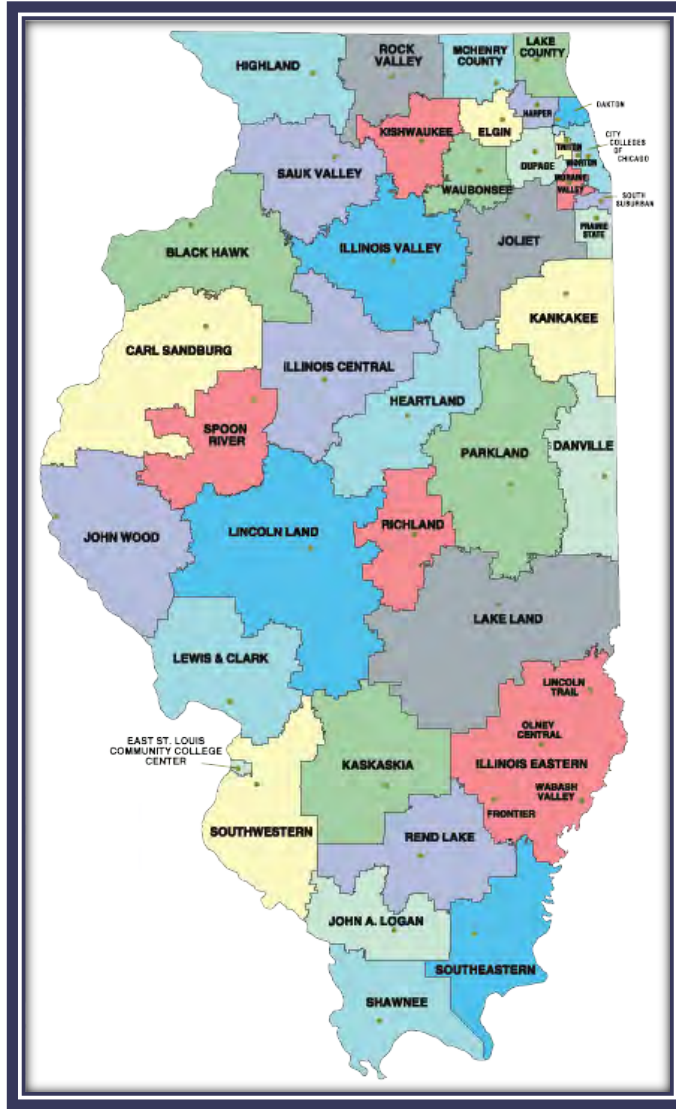 HIGHLAND
ROCK
VALLEY
MCHENRY
COUNTY
LAKE
COUNTY
HARPER
OAKTON
KISHWAUKEE
ELGIN
CITY
COLLEGES
OF
CHICAGO
TRITON
MORTON
DUPAGE
SAUK VALLEY
WAUBONSEE
MORAINE
VALLEY
SOUTH
SUBURBAN
PRAIRIE
STATE
BLACK HAWK
ILLINOIS VALLEY
JOLIET
KANKAKEE
CARL SANDBURG
ILLINOIS CENTRAL
HEARTLAND
SPOON
RIVER
PARKLAND
DANVILLE
JOHN WOOD
LINCOLN LAND
RICHLAND
LAKE LAND
LEWIS & CLARK
LINCOLN
TRAIL
OLNEY
CENTRAL
EAST ST. LOUIS
COMMUNITY COLLEGE
CENTER
KASKASKIA
ILLINOIS EASTERN
WABASH
VALLEY
FRONTIER
SOUTHWESTERN
REND LAKE
JOHN A. LOGAN
SOUTHEASTERN
SHAWNEE